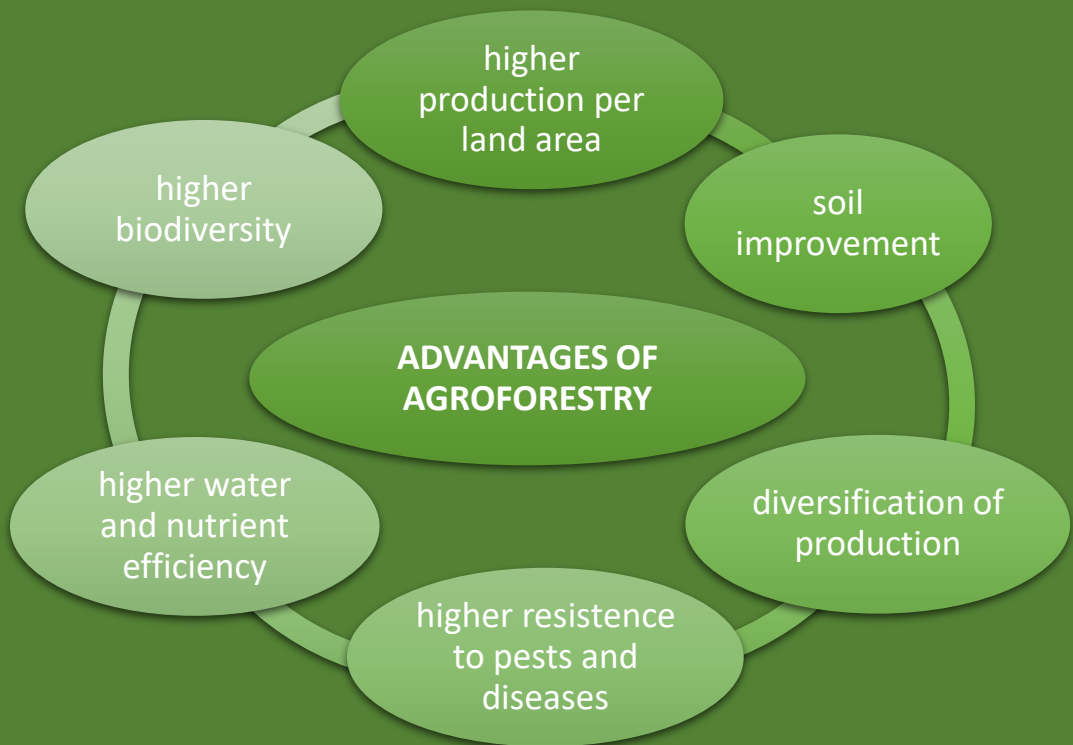 higher
production per
land area
soil
improvement
diversification of
production
higher resistence
to pests and
diseases
higher water
and nutrient
efficiency
higher
biodiversity
ADVANTAGES OF
AGROFORESTRY